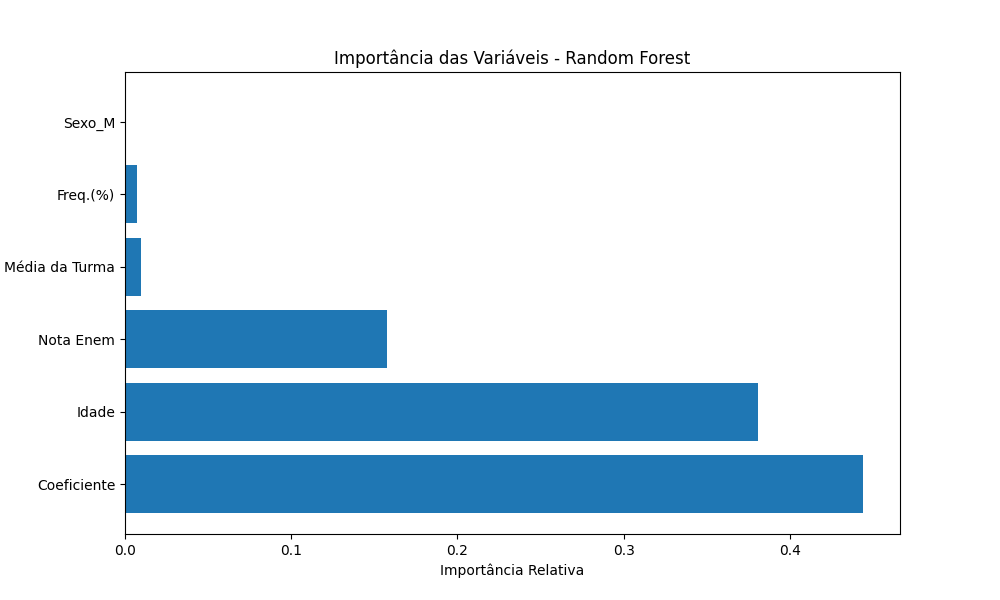 Importância das Variáveis - Random Forest
Sexo_M
Freq.(%)
Média da Turma
Nota Enem
Idade
Coeficiente
0.0 0.1 0.2 0.3 0.4
Importância Relativa